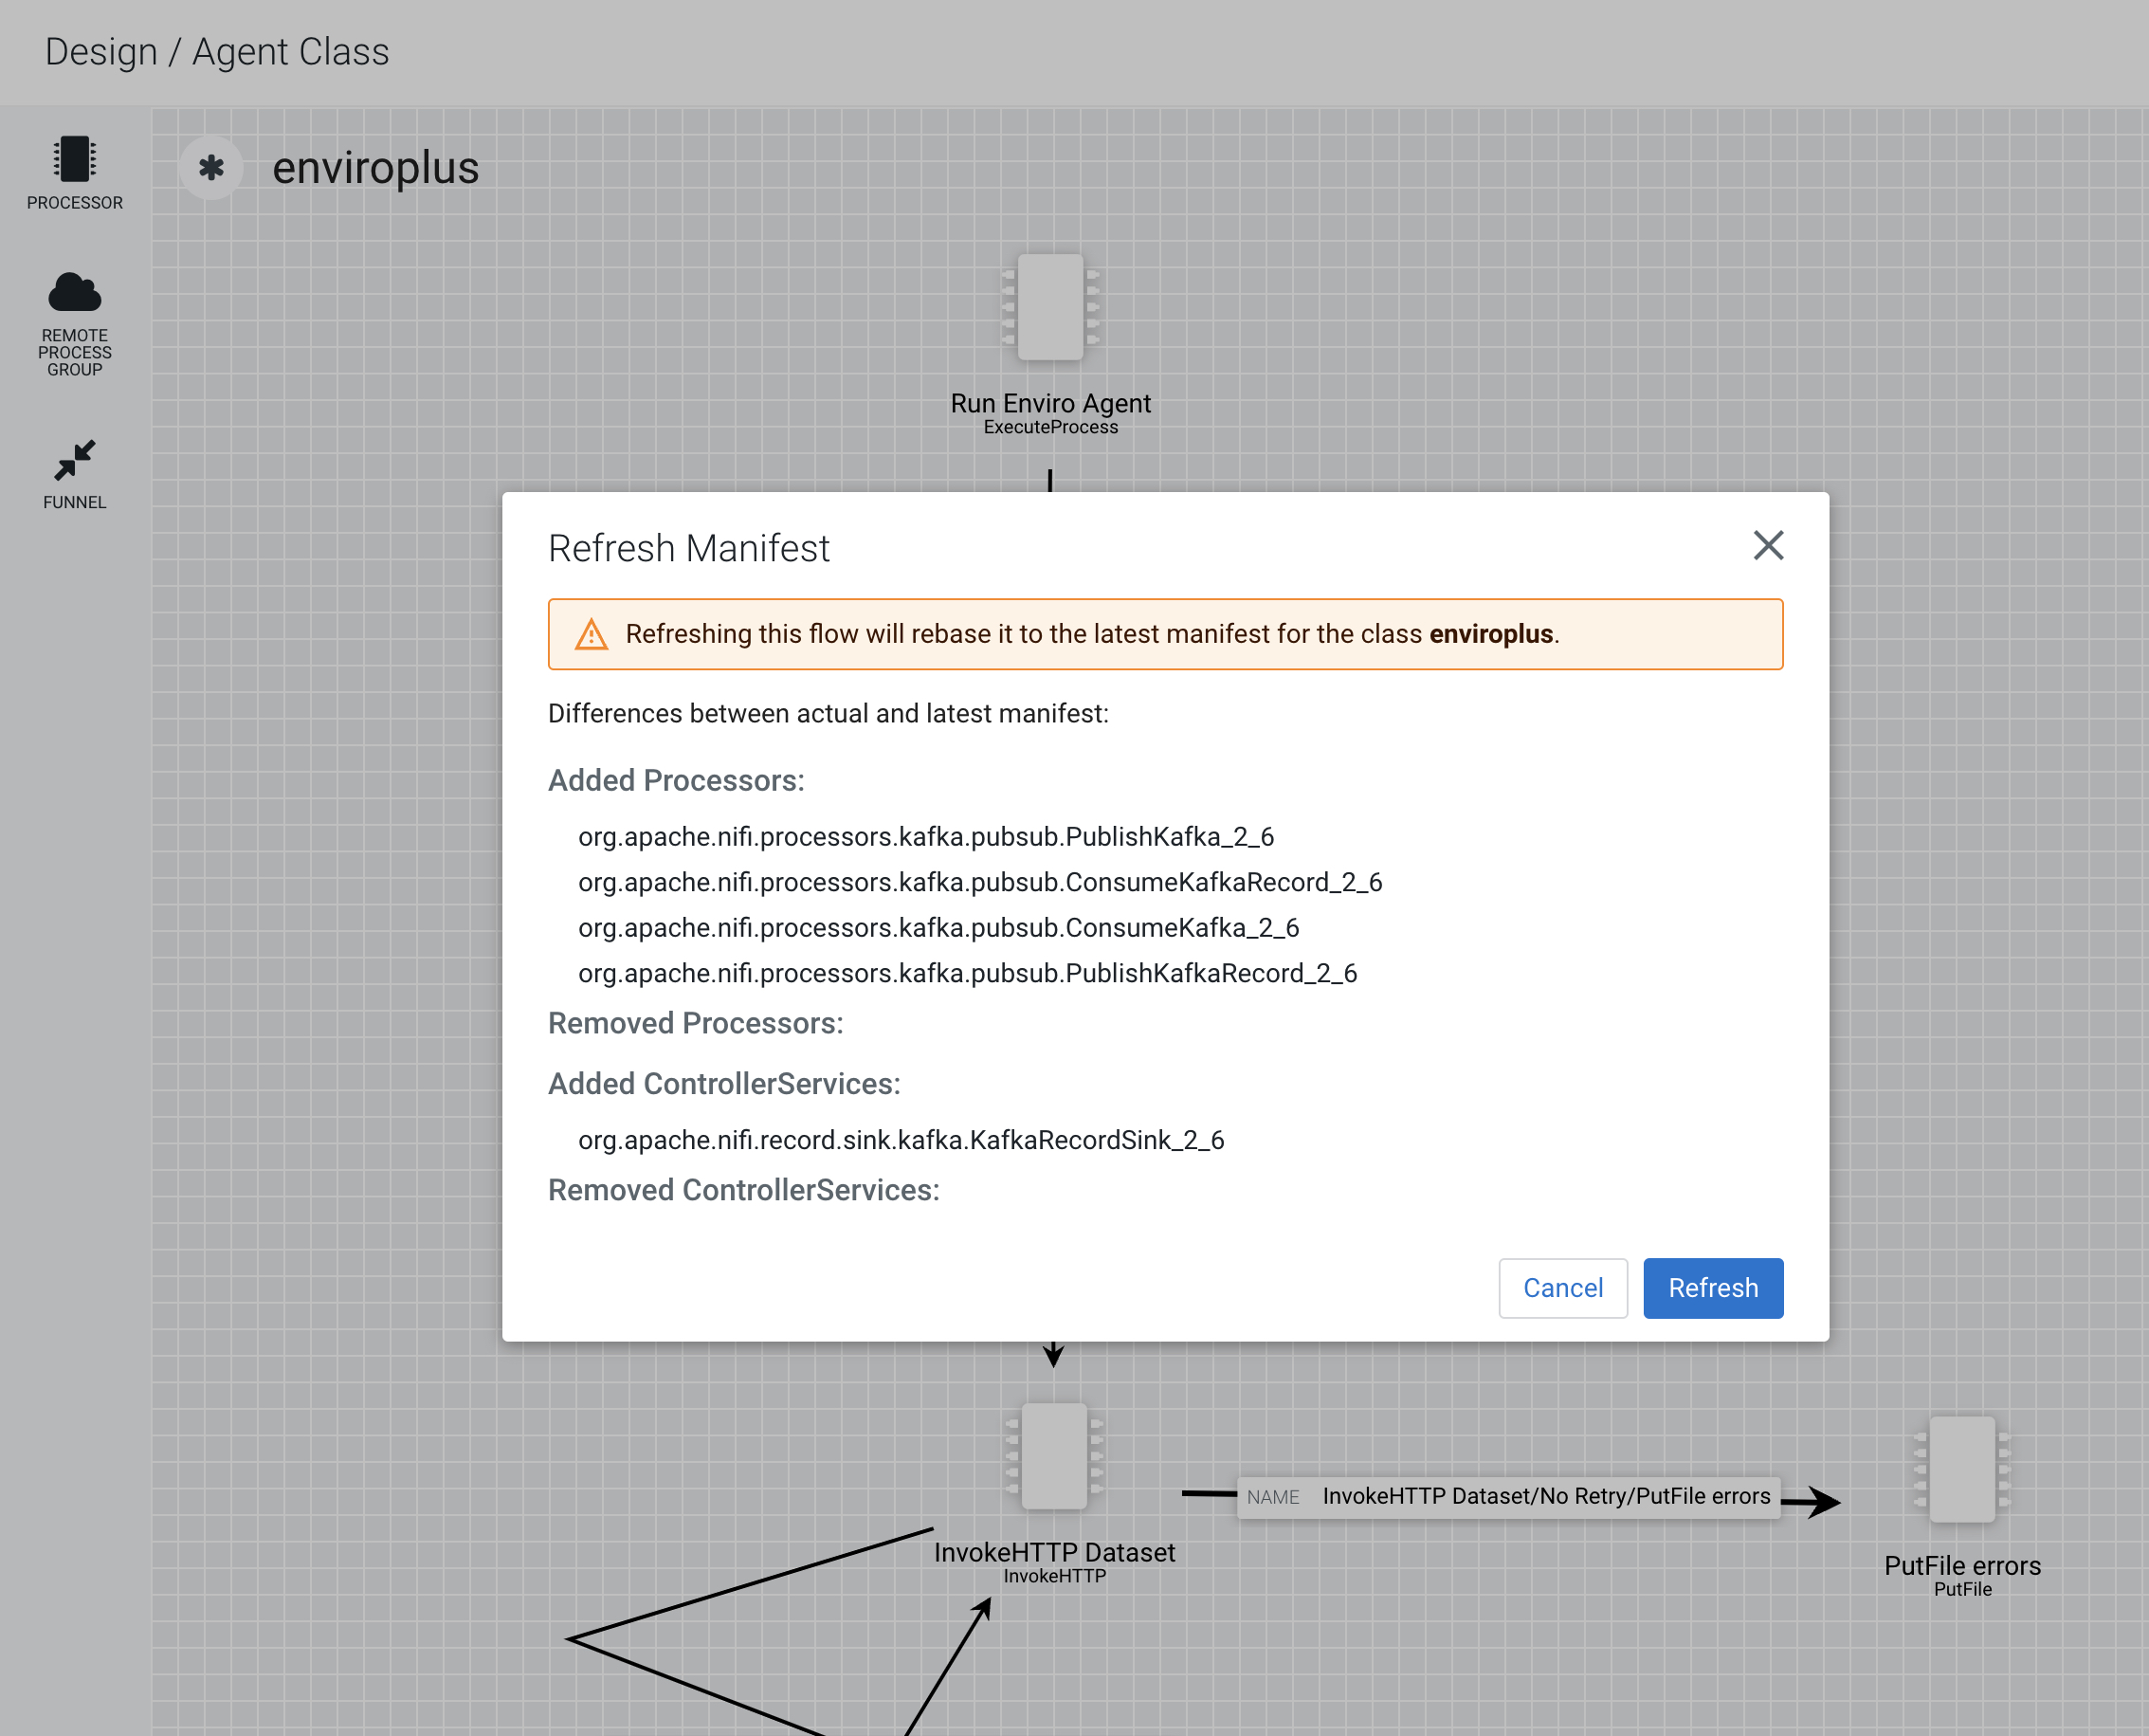 Design / Agent Class
PROCESSOR
REMOTE
PROCESS
GROUP
FUNNEL
enviroplus
Run Enviro Agent
ExecuteProcess
Refresh Manifest
Refreshing this flow will rebase it to the latest manifest for the class enviroplus.
Differences between actual and latest manifest:
Added Processors:
org.apache.nifi.processors.kafka.pubsub.PublishKafka_2_6
org.apache.nifi.processors.kafka.pubsub.ConsumeKafkaRecord_2_6
org.apache.nifi.processors.kafka.pubsub.ConsumeKafka_2_6
org.apache.nifi.processors.kafka.pubsub.PublishKafkaRecord_2_6
Removed Processors:
Added ControllerServices:
org.apache.nifi.record.sink.kafka.KafkaRecordSink_2_6
Removed ControllerServices:
Cancel Refresh
NAME InvokeHTTP Dataset/No Retry/PutFile errors
InvokeHTTP Dataset
InvokeHTTP
PutFile errors
PutFile